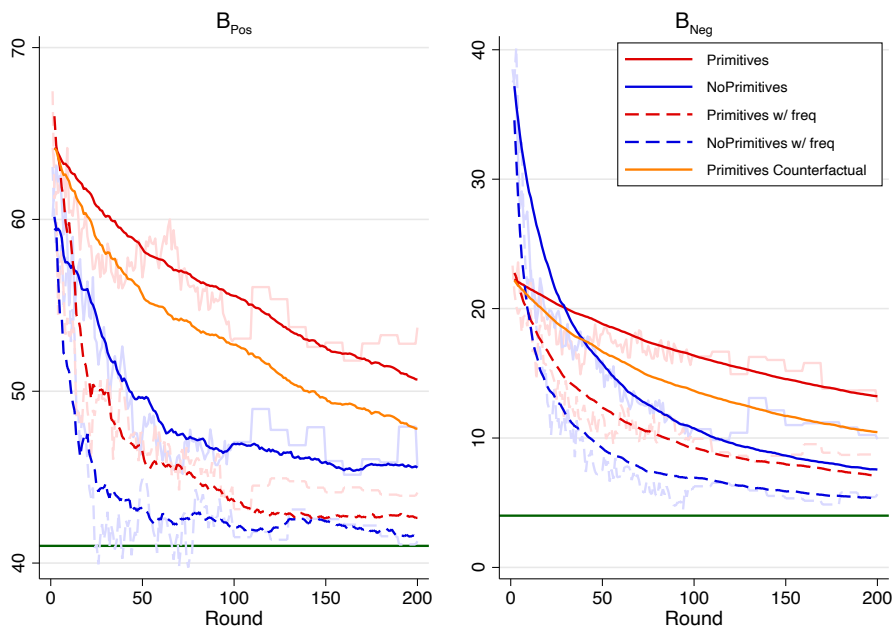 B_Pos
70
60
50
40
0
50
100
150
200
Round
B_Neg
40
30
20
10
0
0
50
100
150
200
Round
Primitives
NoPrimitives
Primitives w/ freq
NoPrimitives w/ freq
Primitives Counterfactual